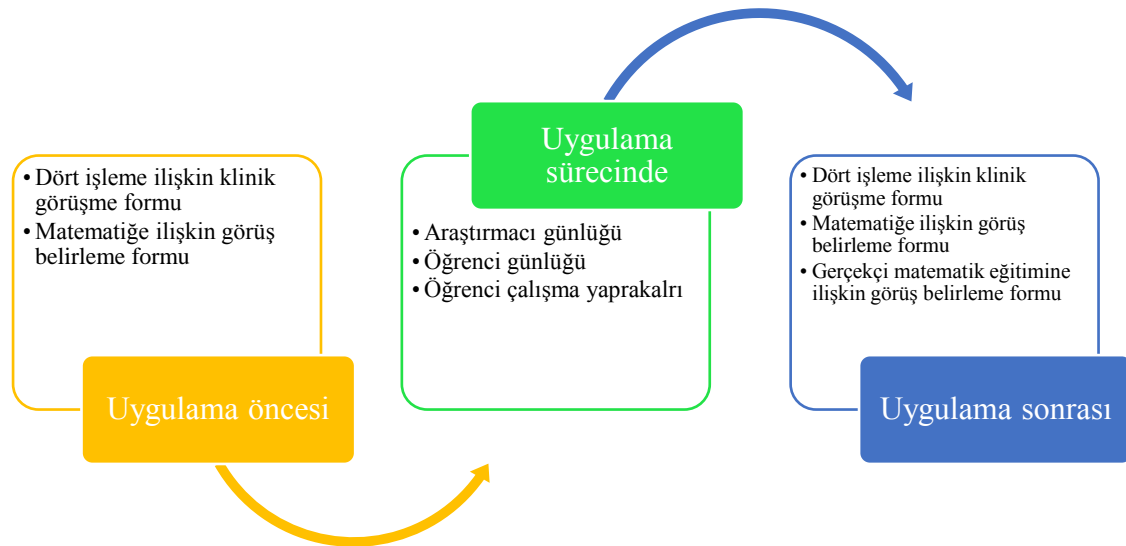 • Dört işleme ilişkin klinik
görüşme formu
• Matematiğe ilişkin görüş
belirleme formu
Uygulama öncesi
Uygulama
sürecinde
• Araştırmacı günlüğü
• Öğrenci günlüğü
• Öğrenci çalışma yaprakalrı
• Dört işleme ilişkin klinik
görüşme formu
• Matematiğe ilişkin görüş
belirleme formu
• Gerçekçi matematik eğitimine
ilişkin görüş belirleme formu
Uygulama sonrası